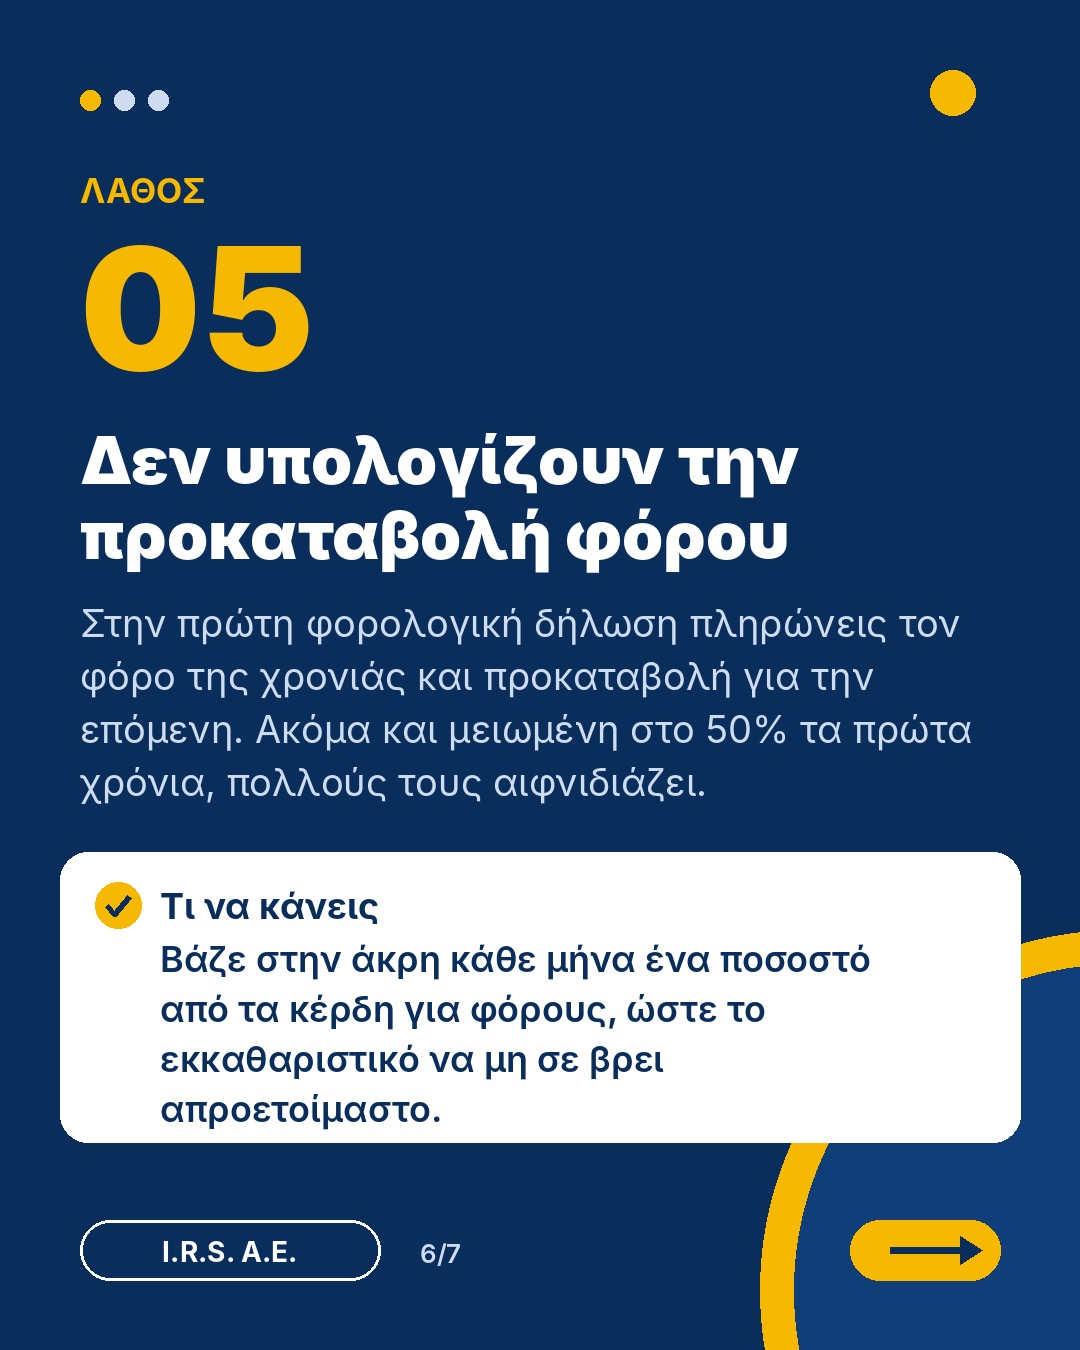 ΛΑΘΟΣ
05
Δεν υπολογίζουν την
προκαταβολή φόρου
Στην πρώτη φορολογική δήλωση πληρώνεις τον
φόρο της χρονιάς και προκαταβολή για την
επόμενη. Ακόμα και μειωμένη στο 50% τα πρώτα
χρόνια, πολλούς τους αιφνιδιάζει.
Τι να κάνεις
Βάζε στην άκρη κάθε μήνα ένα ποσοστό
από τα κέρδη για φόρους, ώστε το
εκκαθαριστικό να μη σε βρει
απροετοίμαστο.
I.R.S. A.E.
6/7